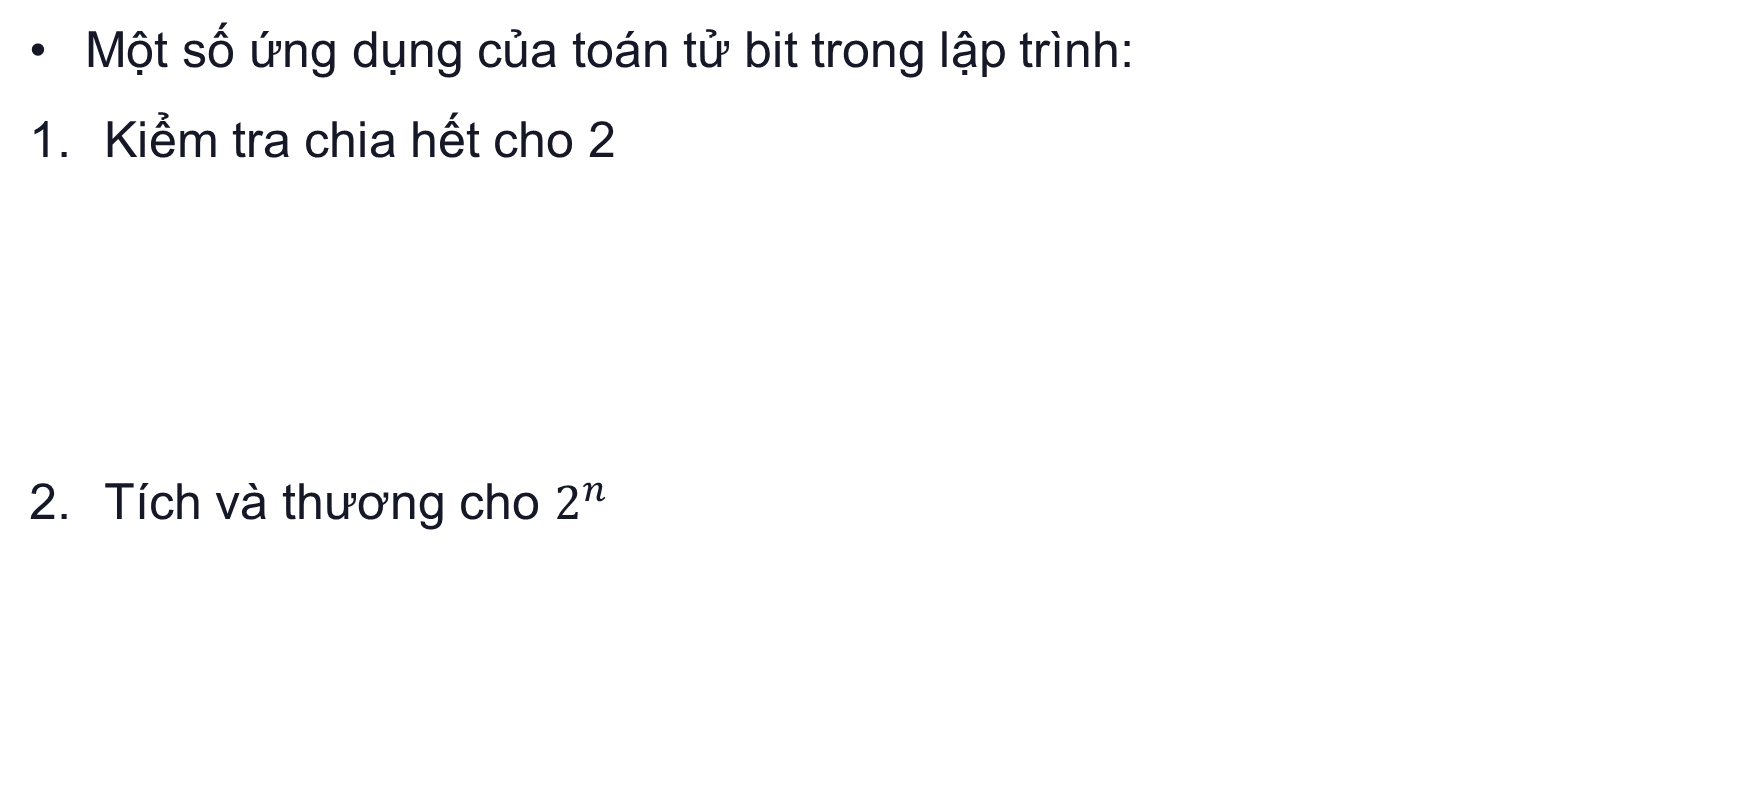 • Một số ứng dụng của toán tử bit trong lập trình:
1. Kiểm tra chia hết cho 2
2. Tích và thương cho 2ⁿ